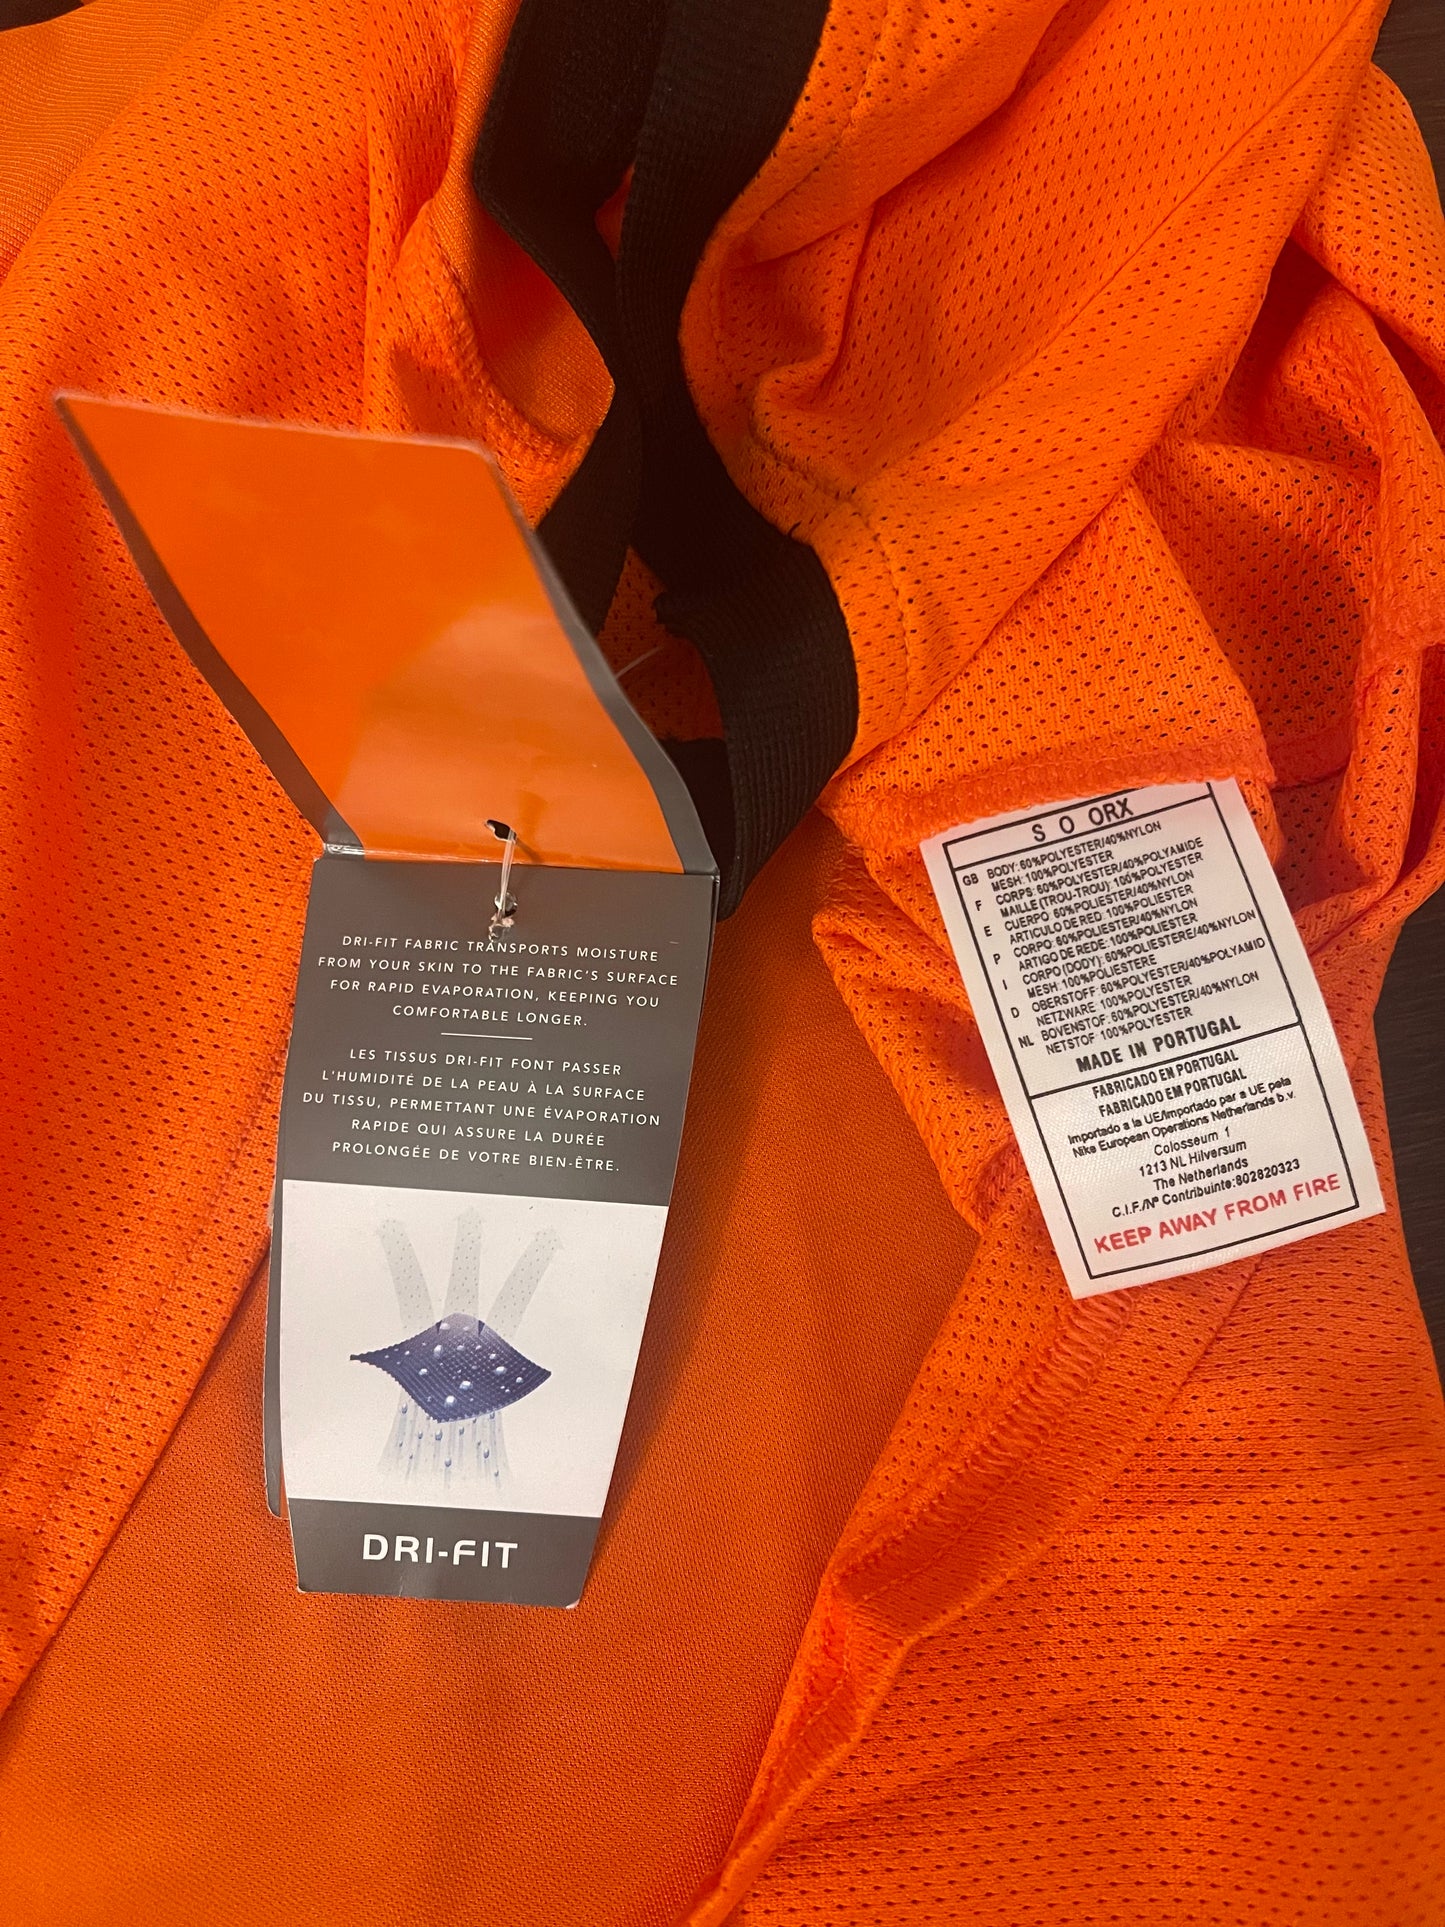 DRI-FIT FABRIC TRANSPORTS MOISTURE
FROM YOUR SKIN TO THE FABRIC'S SURFACE
FOR RAPID EVAPORATION, KEEPING YOU
COMFORTABLE LONGER.
LES TISSUS DRI-FIT FONT PASSER
L'HUMIDITÉ DE LA PEAU À LA SURFACE
DU TISSU, PERMETTANT UNE ÉVAPORATION
RAPIDE QUI ASSURE LA DURÉE
PROLONGÉE DE VOTRE BIEN-ÊTRE.
DRI-FIT
S O ORX
GB BODY: 60%POLYESTER/40%NYLON
MESH: 100%POLYESTER
F CORPS: 60%POLYESTER/40%POLYAMIDE
MAILLE (TROU-TROU): 100%POLYESTER
E CUERPO: 60%POLIESTER/40%NYLON
ARTICULO DE RED: 100%POLIESTER
P CORPO: 60%POLIESTER/40%NYLON
ARTIGO DE REDE: 100%POLIESTER
I CORPO (DODY): 60%POLIESTERE/40%NYLON
MESH: 100%POLIESTERE
D OBERSTOFF: 60%POLYESTER/40%POLYAMID
NETZWARE: 100%POLYESTER
NL BOVENSTOF: 60%POLYESTER/40%NYLON
NETSTOF: 100%POLYESTER
MADE IN PORTUGAL
FABRICADO EN PORTUGAL
FABRICADO EM PORTUGAL
Importado a la UE/Importado par a UE pela
Nike European Operations Netherlands b.v.
Colosseum 1
1213 NL Hilversum
The Netherlands
C.I.F./Nº Contribuinte:802820323
KEEP AWAY FROM FIRE